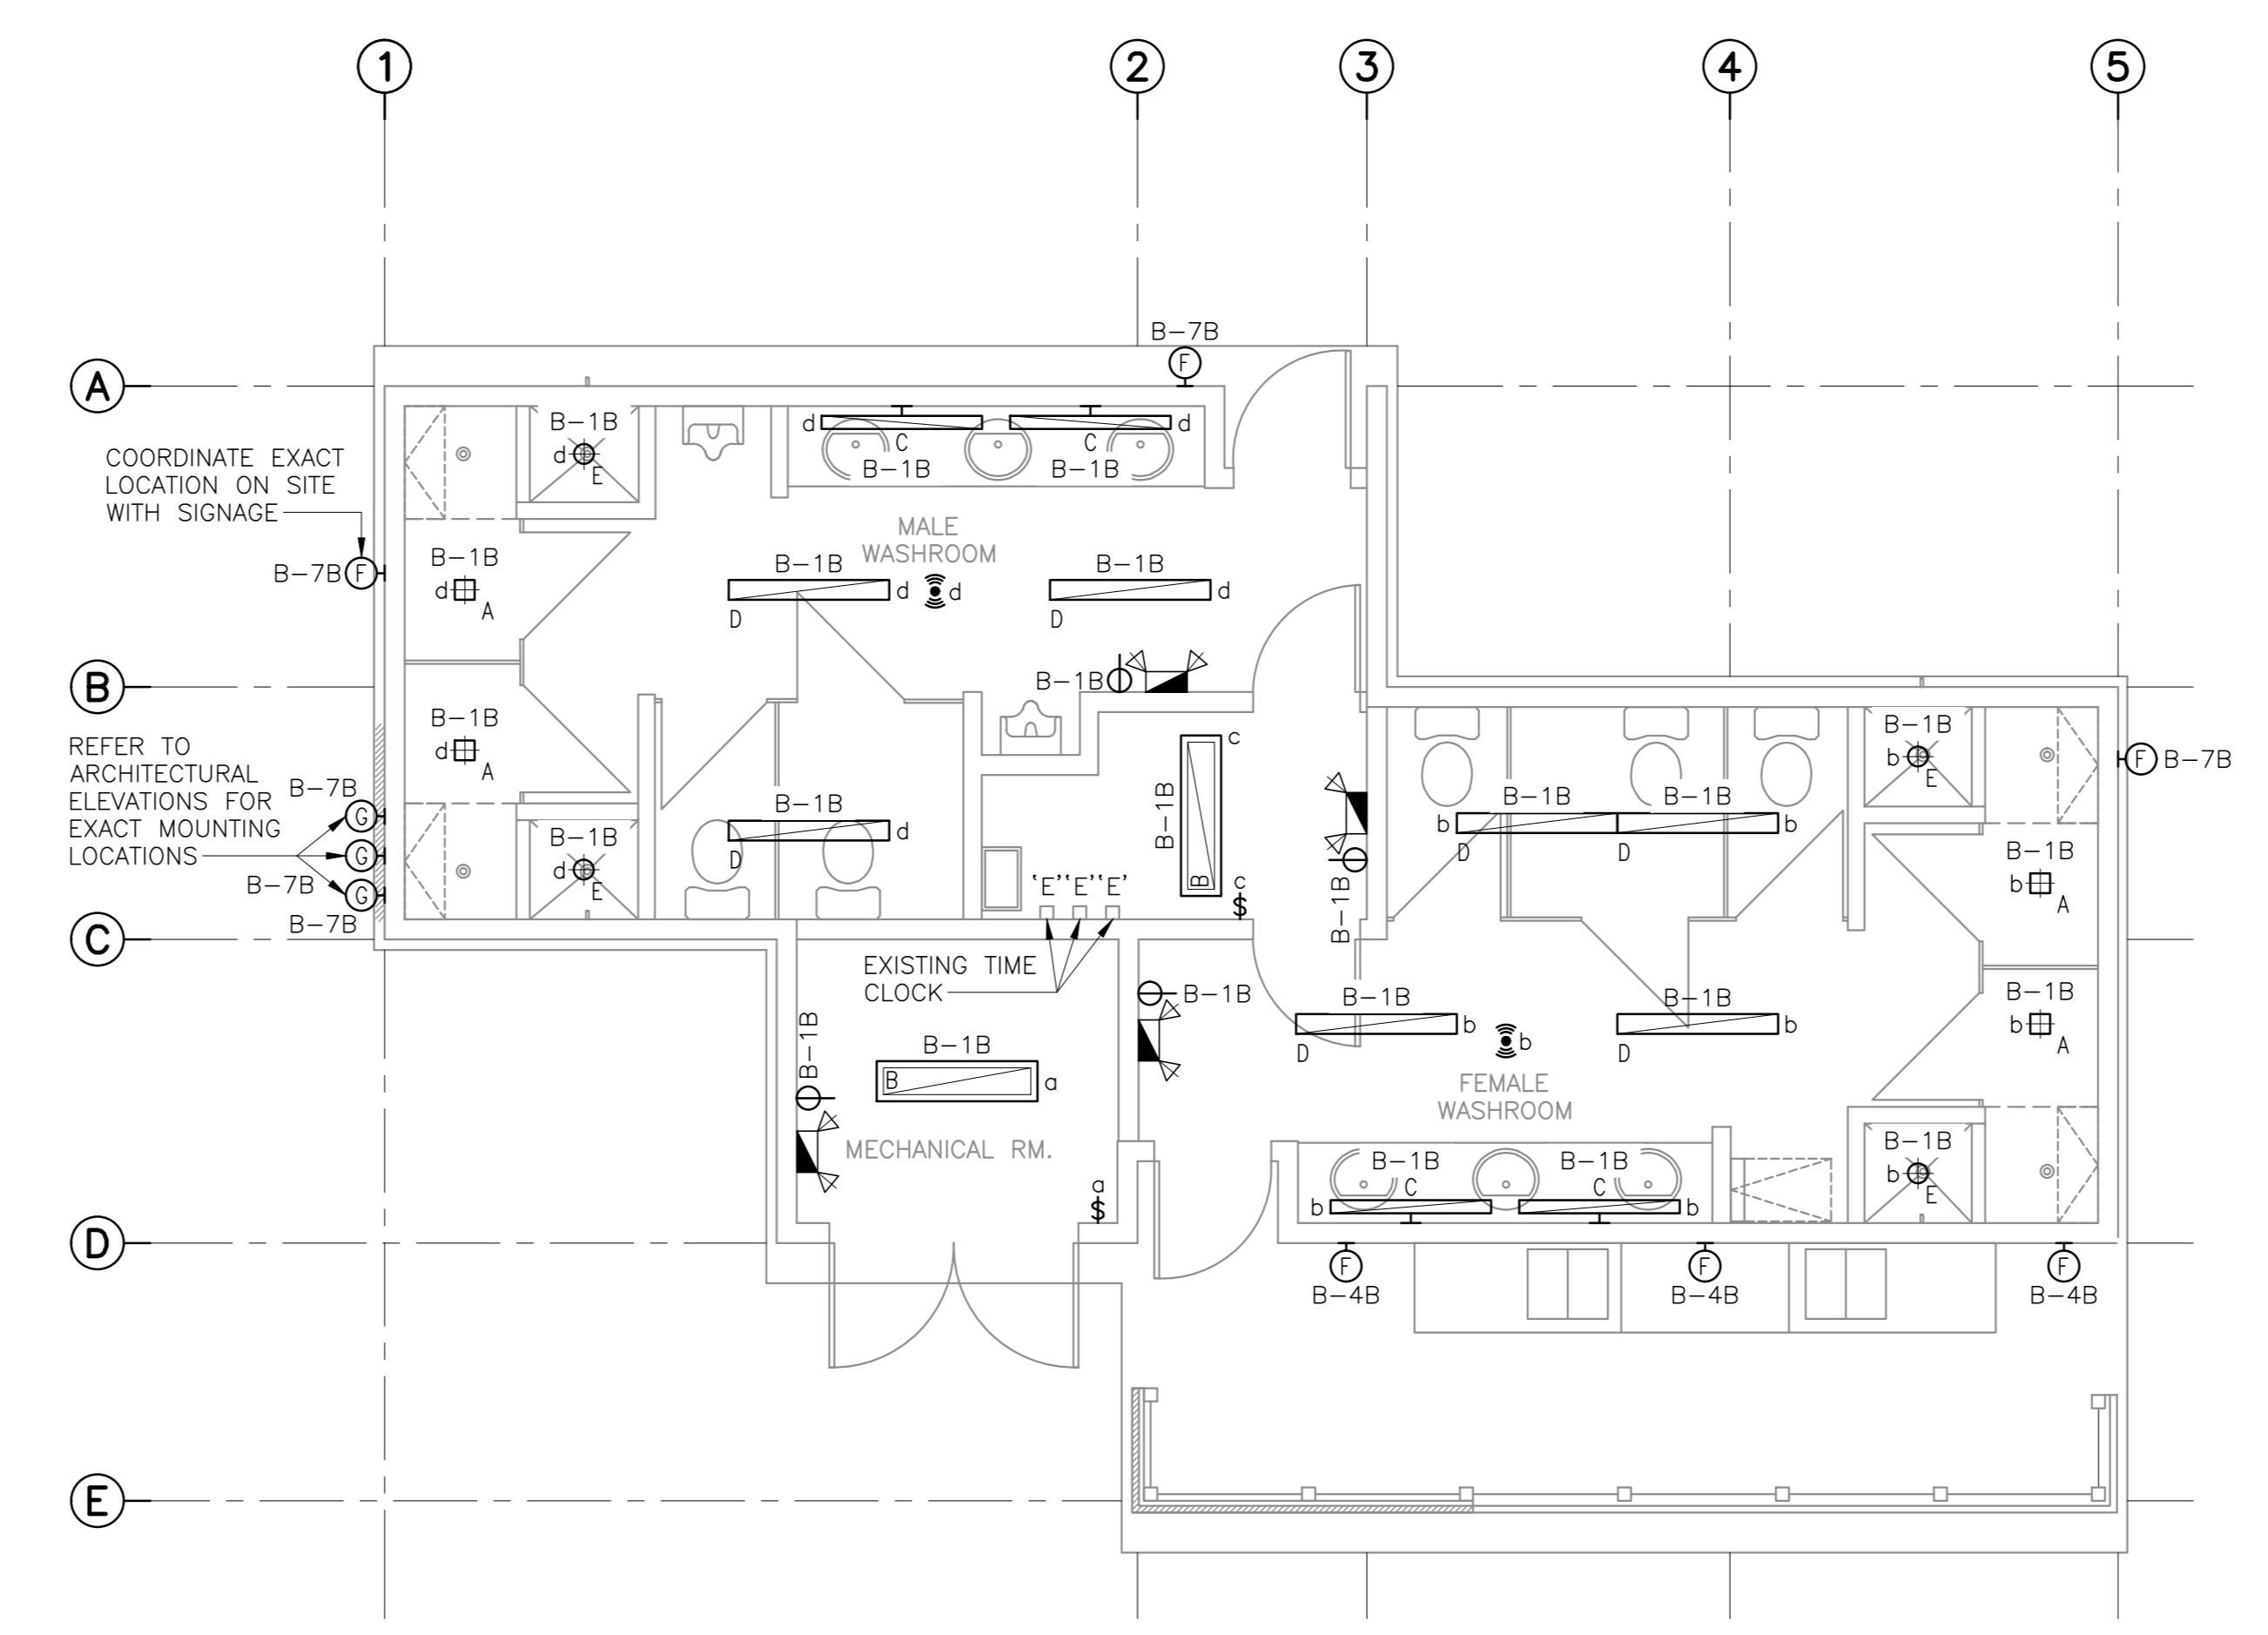 1
2
3
4
5
B-7B
F
A
B-1B
d
E
d
C
B-1B
d
C
B-1B
COORDINATE EXACT
LOCATION ON SITE
WITH SIGNAGE
MALE
WASHROOM
B-7B
F
B-1B
d
A
B-1B
d
D
d
B-1B
d
D
B
B-1B
B-1B
d
A
REFER TO
ARCHITECTURAL
ELEVATIONS FOR
EXACT MOUNTING
LOCATIONS
B-7B
G
G
B-7B
G
B-7B
B-1B
d
E
B-1B
d
D
c
B-1B
B
c
$
'E'
'E'
'E'
B-1B
B-1B
b
D
B-1B
b
D
B-1B
b
E
F
B-7B
B-1B
b
A
C
EXISTING TIME
CLOCK
B-1B
B-1B
B-1B
b
D
b
B-1B
b
D
B-1B
b
A
B-1B
B
a
MECHANICAL RM.
a
$
FEMALE
WASHROOM
B-1B
C
b
B-1B
C
b
B-1B
b
E
D
F
B-4B
F
B-4B
F
B-4B
E